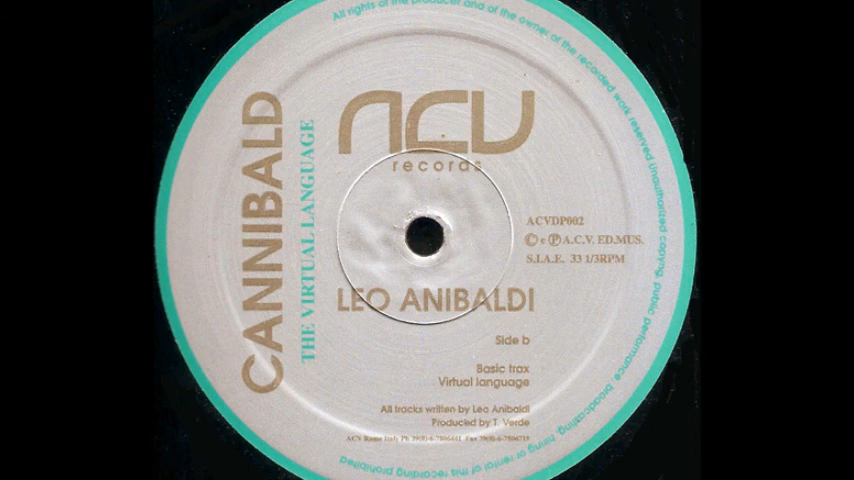 All rights of the producer and of the owner of the recorded work reserved Unauthorized copying, public performance, broadcasting, hiring or rental of this recording prohibited
CANNIBALD
THE VIRTUAL LANGUAGE
ACV
records
ACVDP002
© e ℗ A.C.V. ED.MUS.
S.I.A.E. 33 1/3RPM
LEO ANIBALDI
Side b
Basic trax
Virtual language
All tracks written by Leo Anibaldi
Produced by T. Verde